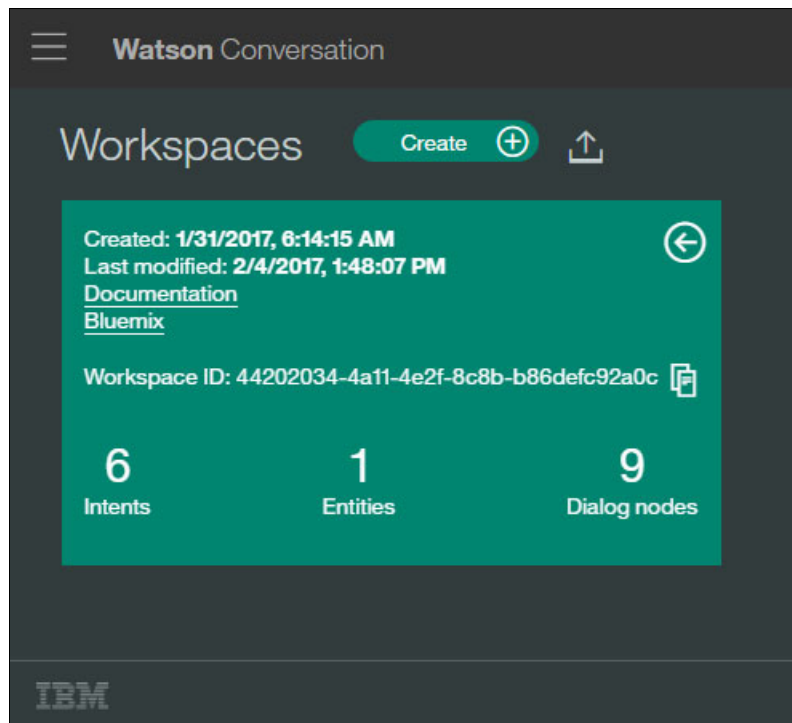 Watson Conversation
Workspaces
Create
Created: 1/31/2017, 6:14:15 AM
Last modified: 2/4/2017, 1:48:07 PM
Documentation
Bluemix
Workspace ID: 44202034-4a11-4e2f-8c8b-b86defc92a0c
6 1 9
Intents Entities Dialog nodes
IBM